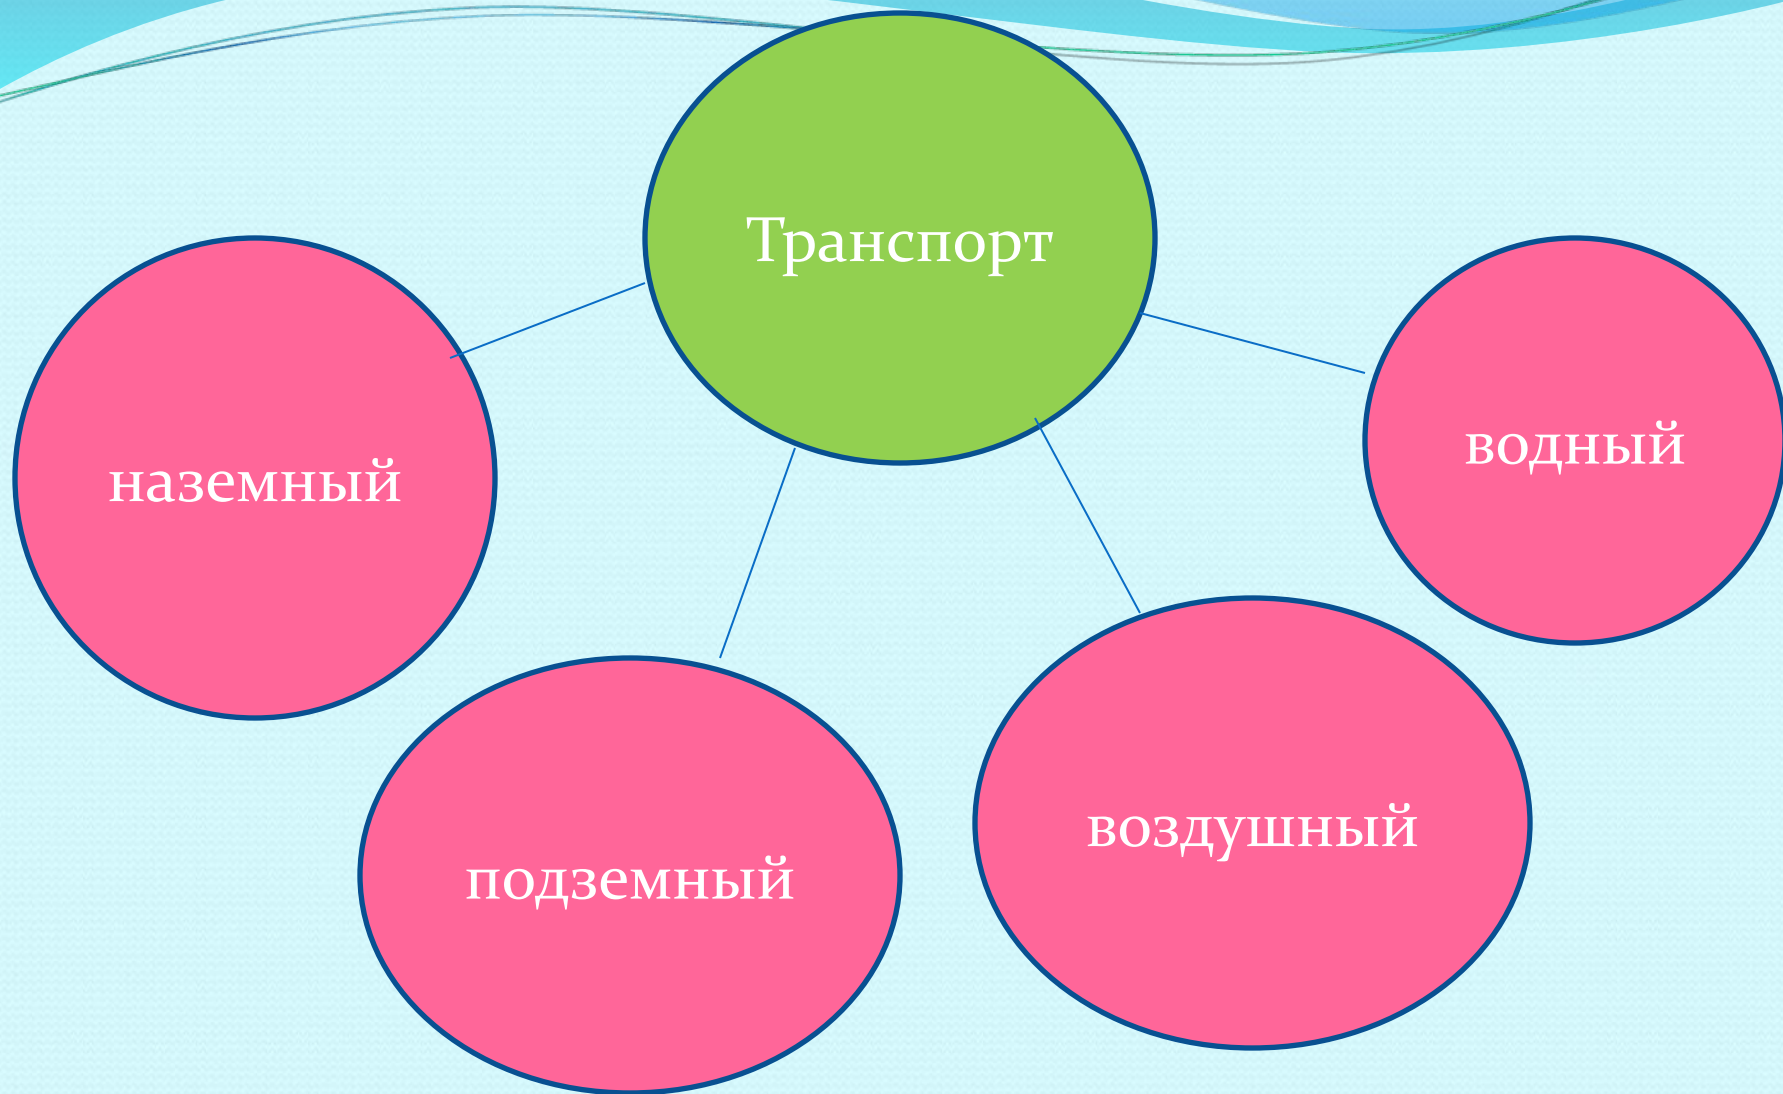 Транспорт
наземный
водный
подземный
воздушный